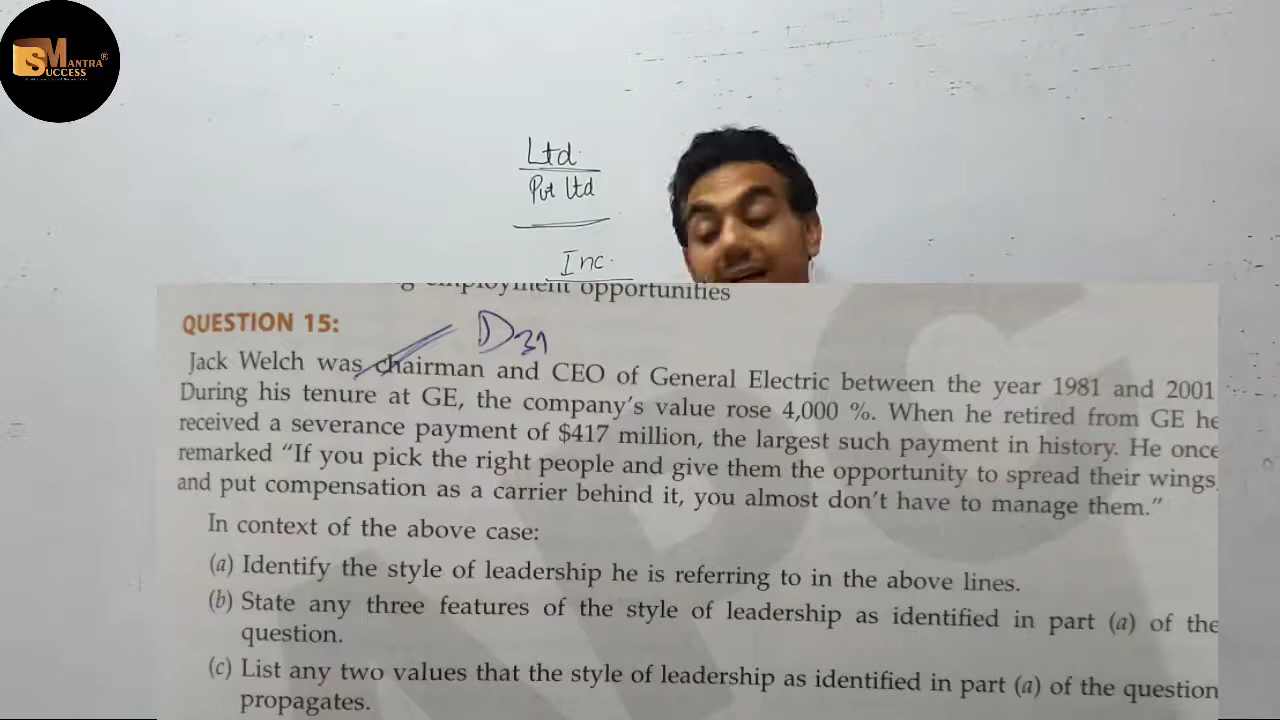 SM
MANTRA®
SUCCESS
Ltd.
Pvt Ltd
Inc.
employment opportunities
QUESTION 15:
D31
Jack Welch was chairman and CEO of General Electric between the year 1981 and 2001
During his tenure at GE, the company's value rose 4,000 %. When he retired from GE he
received a severance payment of $417 million, the largest such payment in history. He once
remarked “If you pick the right people and give them the opportunity to spread their wings,
and put compensation as a carrier behind it, you almost don't have to manage them.”
In context of the above case:
(a) Identify the style of leadership he is referring to in the above lines.
(b) State any three features of the style of leadership as identified in part (a) of the
question.
(c) List any two values that the style of leadership as identified in part (a) of the question
propagates.